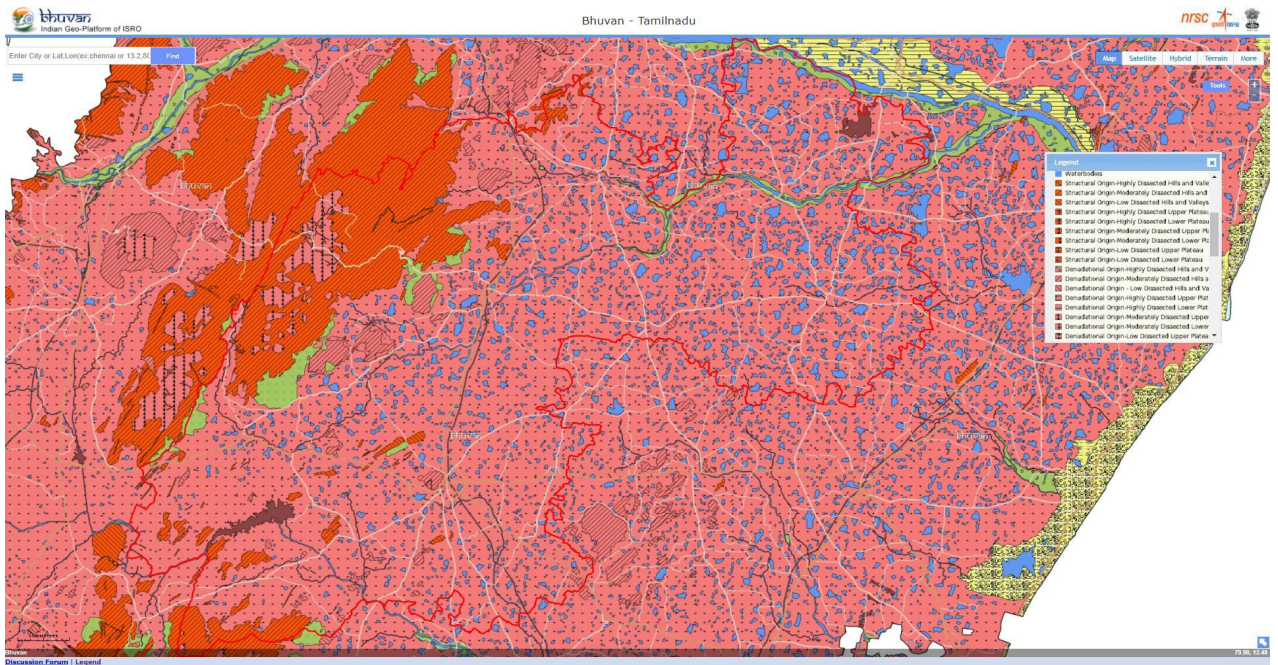 bhuvan
Indian Geo-Platform of ISRO
Bhuvan - Tamilnadu
nrsc
Enter City or Lat,Lon(ex:chennai or 13.2,80
Find
Map Satellite Hybrid Terrain More
Tools
Bhuvan
Bhuvan
Bhuvan
Bhuvan
Legend
Waterbodies
Structural Origin-Highly Dissected Hills and Valle
Structural Origin-Moderately Dissected Hills and
Structural Origin-Low Dissected Hills and Valleys
Structural Origin-Highly Dissected Upper Plateau
Structural Origin-Highly Dissected Lower Plateau
Structural Origin-Moderately Dissected Upper Pl
Structural Origin-Moderately Dissected Lower P
Structural Origin-Low Dissected Upper Plateau
Structural Origin-Low Dissected Lower Plateau
Denudational Origin-Highly Dissected Hills and V
Denudational Origin-Moderately Dissected Hills a
Denudational Origin - Low Dissected Hills and Va
Denudational Origin-Highly Dissected Upper Plat
Denudational Origin-Highly Dissected Lower Plat
Denudational Origin-Moderately Dissected Upper
Denudational Origin-Moderately Dissected Lower
Denudational Origin-Low Dissected Upper Platea
Bhuvan
79.98, 12.48
Discussion Forum | Legend